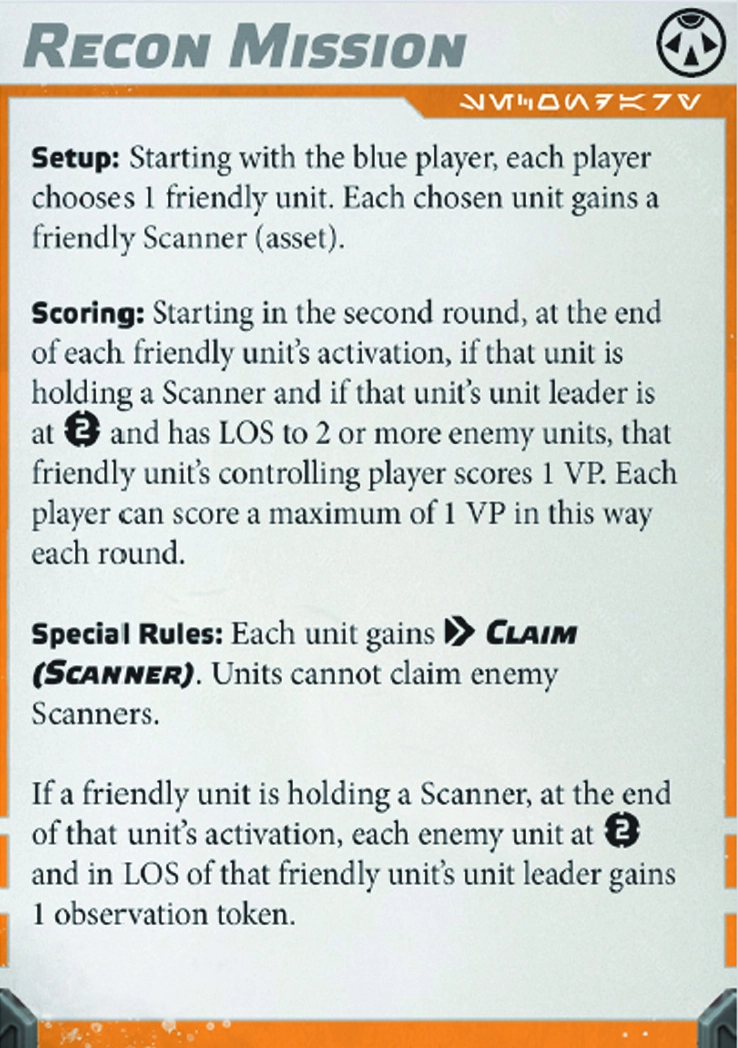 RECON MISSION
Setup: Starting with the blue player, each player
chooses 1 friendly unit. Each chosen unit gains a
friendly Scanner (asset).
Scoring: Starting in the second round, at the end
of each friendly unit's activation, if that unit is
holding a Scanner and if that unit's unit leader is
at 2 and has LOS to 2 or more enemy units, that
friendly unit's controlling player scores 1 VP. Each
player can score a maximum of 1 VP in this way
each round.
Special Rules: Each unit gains CLAIM
(SCANNER). Units cannot claim enemy
Scanners.
If a friendly unit is holding a Scanner, at the end
of that unit's activation, each enemy unit at 2
and in LOS of that friendly unit's unit leader gains
1 observation token.